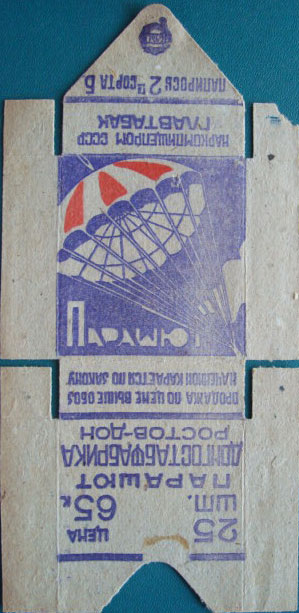 25 ШТ. ЦЕНА 65 К
ПАРАШЮТ
ДОНГОСТАБФАБРИКА
РОСТОВ-ДОН
ПРОДАЖА ПО ЦЕНЕ ВЫШЕ ОБОЗ
НАЧЕННОЙ КАРАЕТСЯ ПО ЗАКОНУ
ПАРАШЮТ
НАРКОМПИЩЕПРОМ СССР
ГЛАВТАБАК
ПАПИРОСЫ 2го СОРТА Б